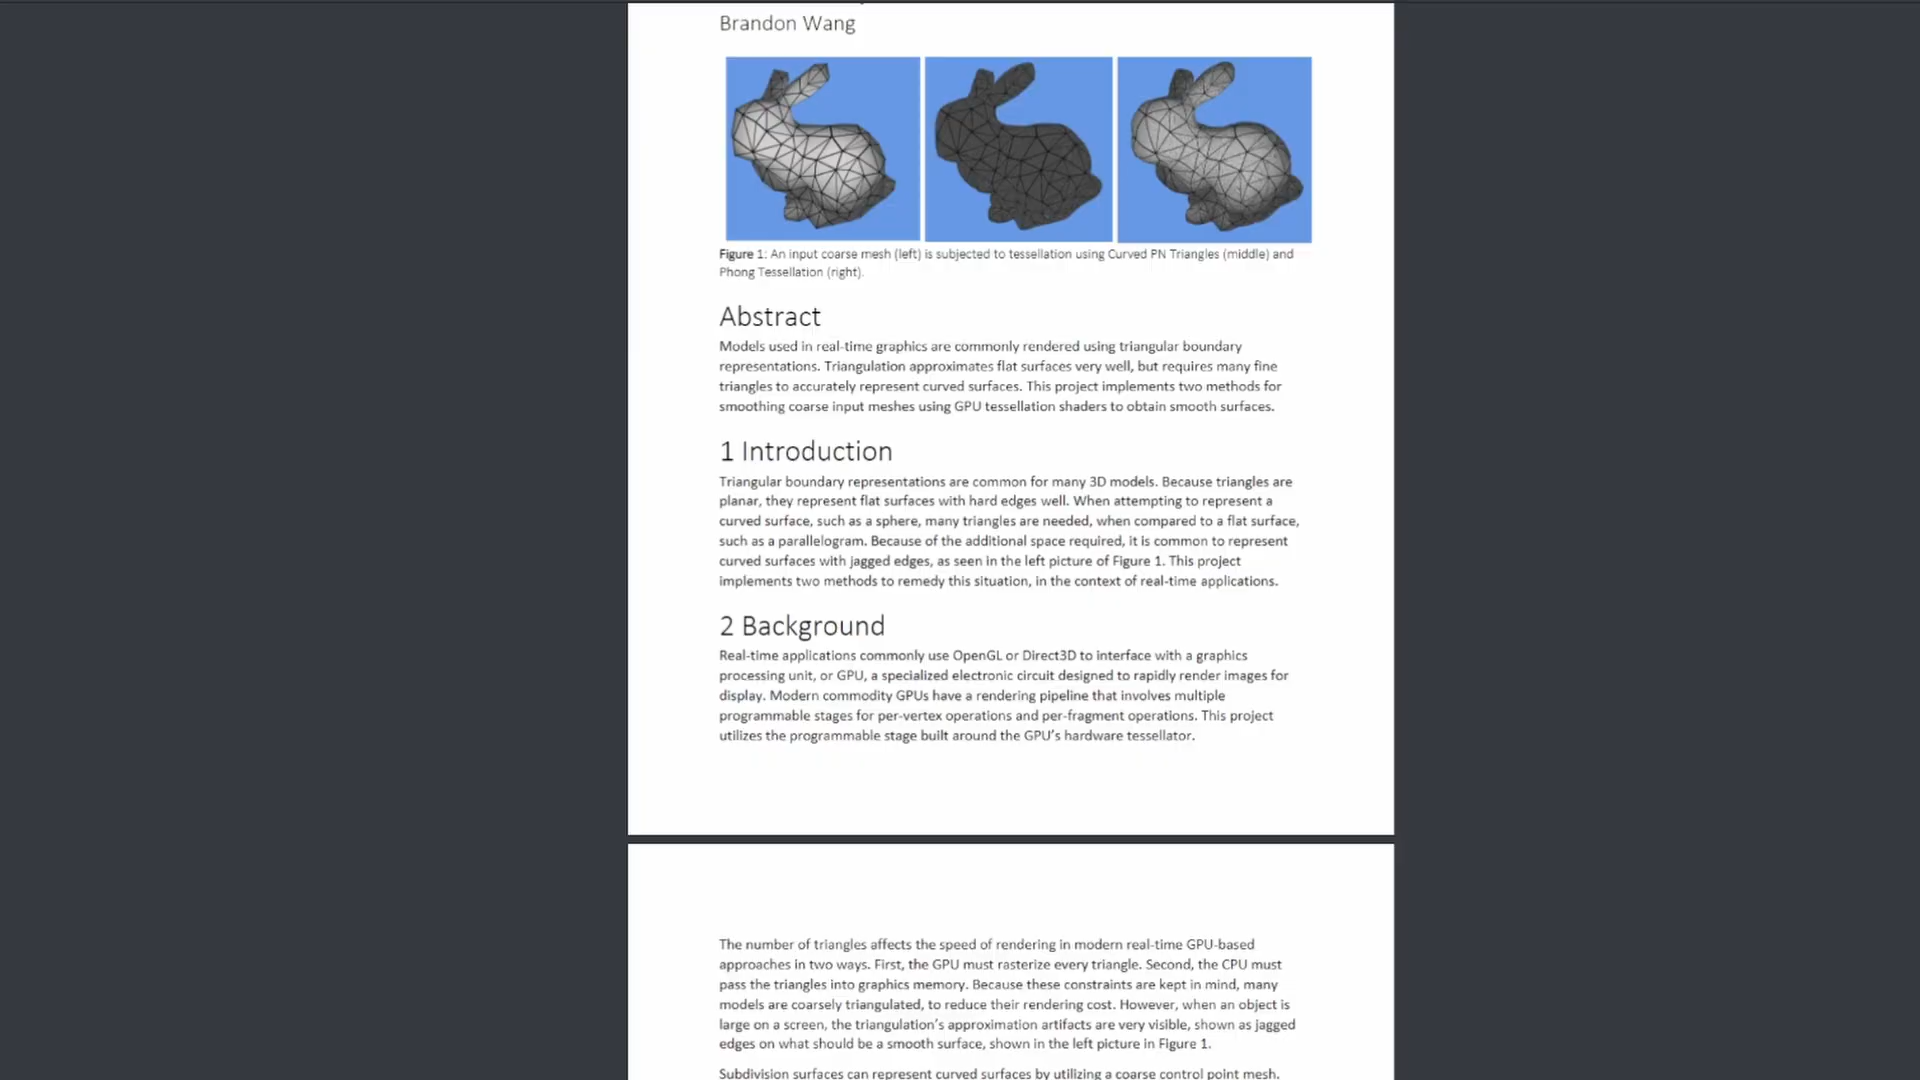 Brandon Wang
Figure 1: An input coarse mesh (left) is subjected to tessellation using Curved PN Triangles (middle) and
Phong Tessellation (right).
Abstract
Models used in real-time graphics are commonly rendered using triangular boundary
representations. Triangulation approximates flat surfaces very well, but requires many fine
triangles to accurately represent curved surfaces. This project implements two methods for
smoothing coarse input meshes using GPU tessellation shaders to obtain smooth surfaces.
1 Introduction
Triangular boundary representations are common for many 3D models. Because triangles are
planar, they represent flat surfaces with hard edges well. When attempting to represent a
curved surface, such as a sphere, many triangles are needed, when compared to a flat surface,
such as a parallelogram. Because of the additional space required, it is common to represent
curved surfaces with jagged edges, as seen in the left picture of Figure 1. This project
implements two methods to remedy this situation, in the context of real-time applications.
2 Background
Real-time applications commonly use OpenGL or Direct3D to interface with a graphics
processing unit, or GPU, a specialized electronic circuit designed to rapidly render images for
display. Modern commodity GPUs have a rendering pipeline that involves multiple
programmable stages for per-vertex operations and per-fragment operations. This project
utilizes the programmable stage built around the GPU's hardware tessellator.
The number of triangles affects the speed of rendering in modern real-time GPU-based
approaches in two ways. First, the GPU must rasterize every triangle. Second, the CPU must
pass the triangles into graphics memory. Because these constraints are kept in mind, many
models are coarsely triangulated, to reduce their rendering cost. However, when an object is
large on a screen, the triangulation's approximation artifacts are very visible, shown as jagged
edges on what should be a smooth surface, shown in the left picture in Figure 1.
Subdivision surfaces can represent curved surfaces by utilizing a coarse control point mesh.